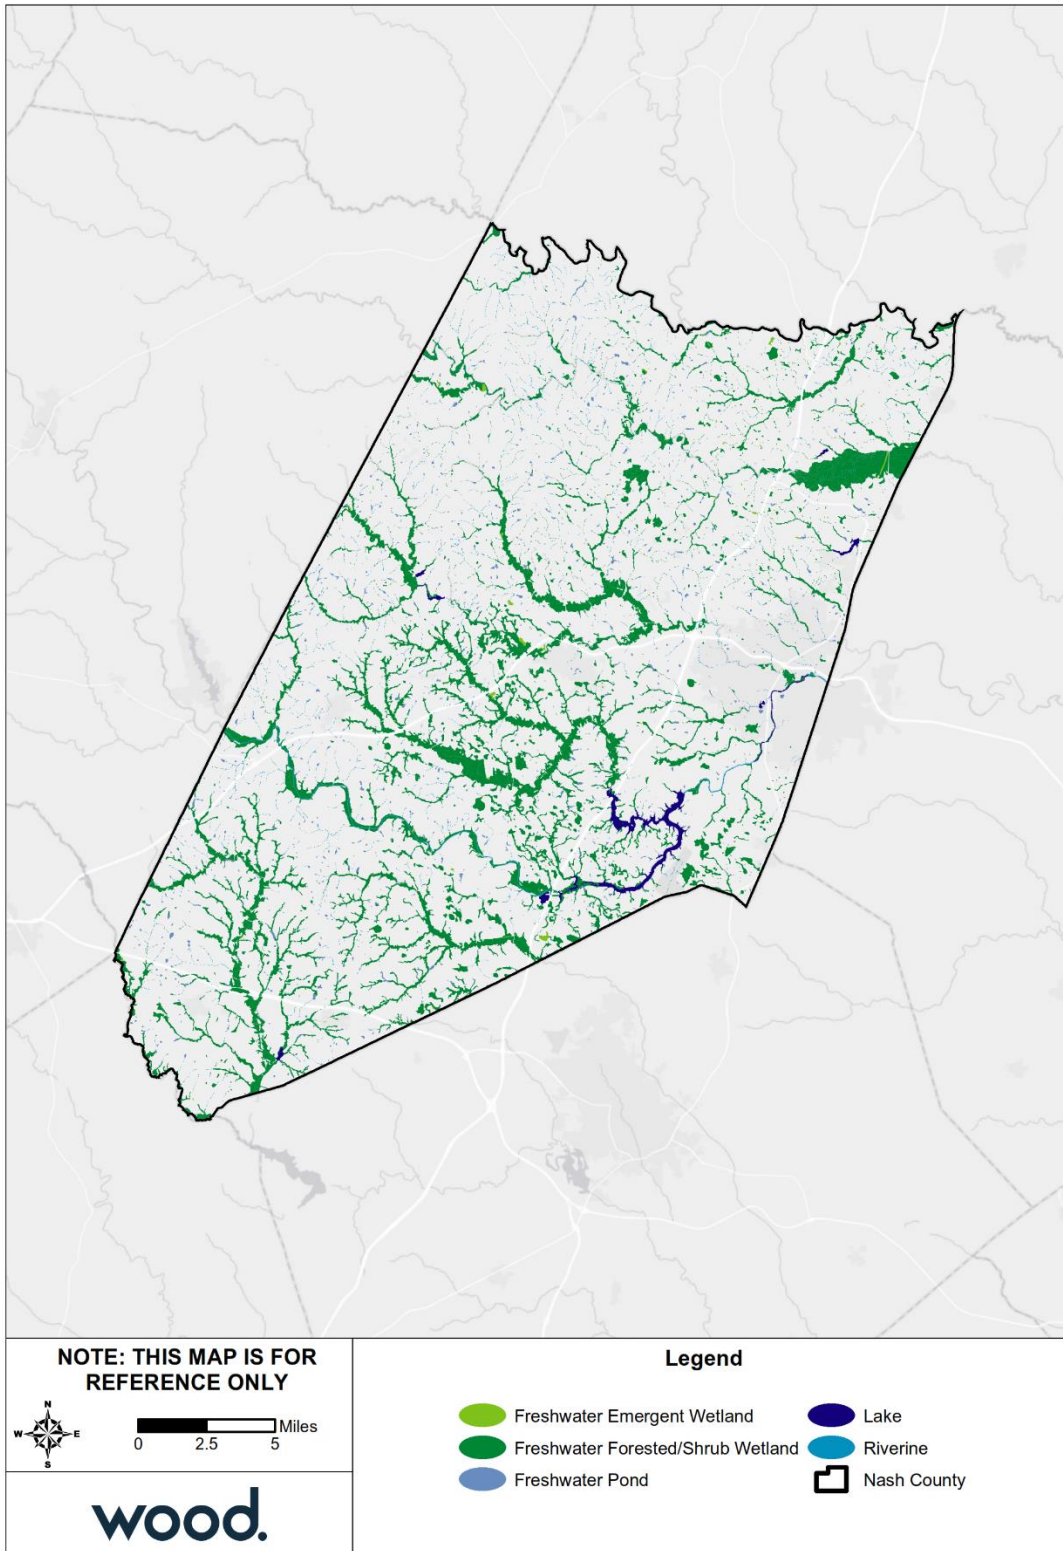 NOTE: THIS MAP IS FOR
REFERENCE ONLY
N
W E
S
Miles
0 2.5 5
wood.
Legend
Freshwater Emergent Wetland
Freshwater Forested/Shrub Wetland
Freshwater Pond
Lake
Riverine
Nash County